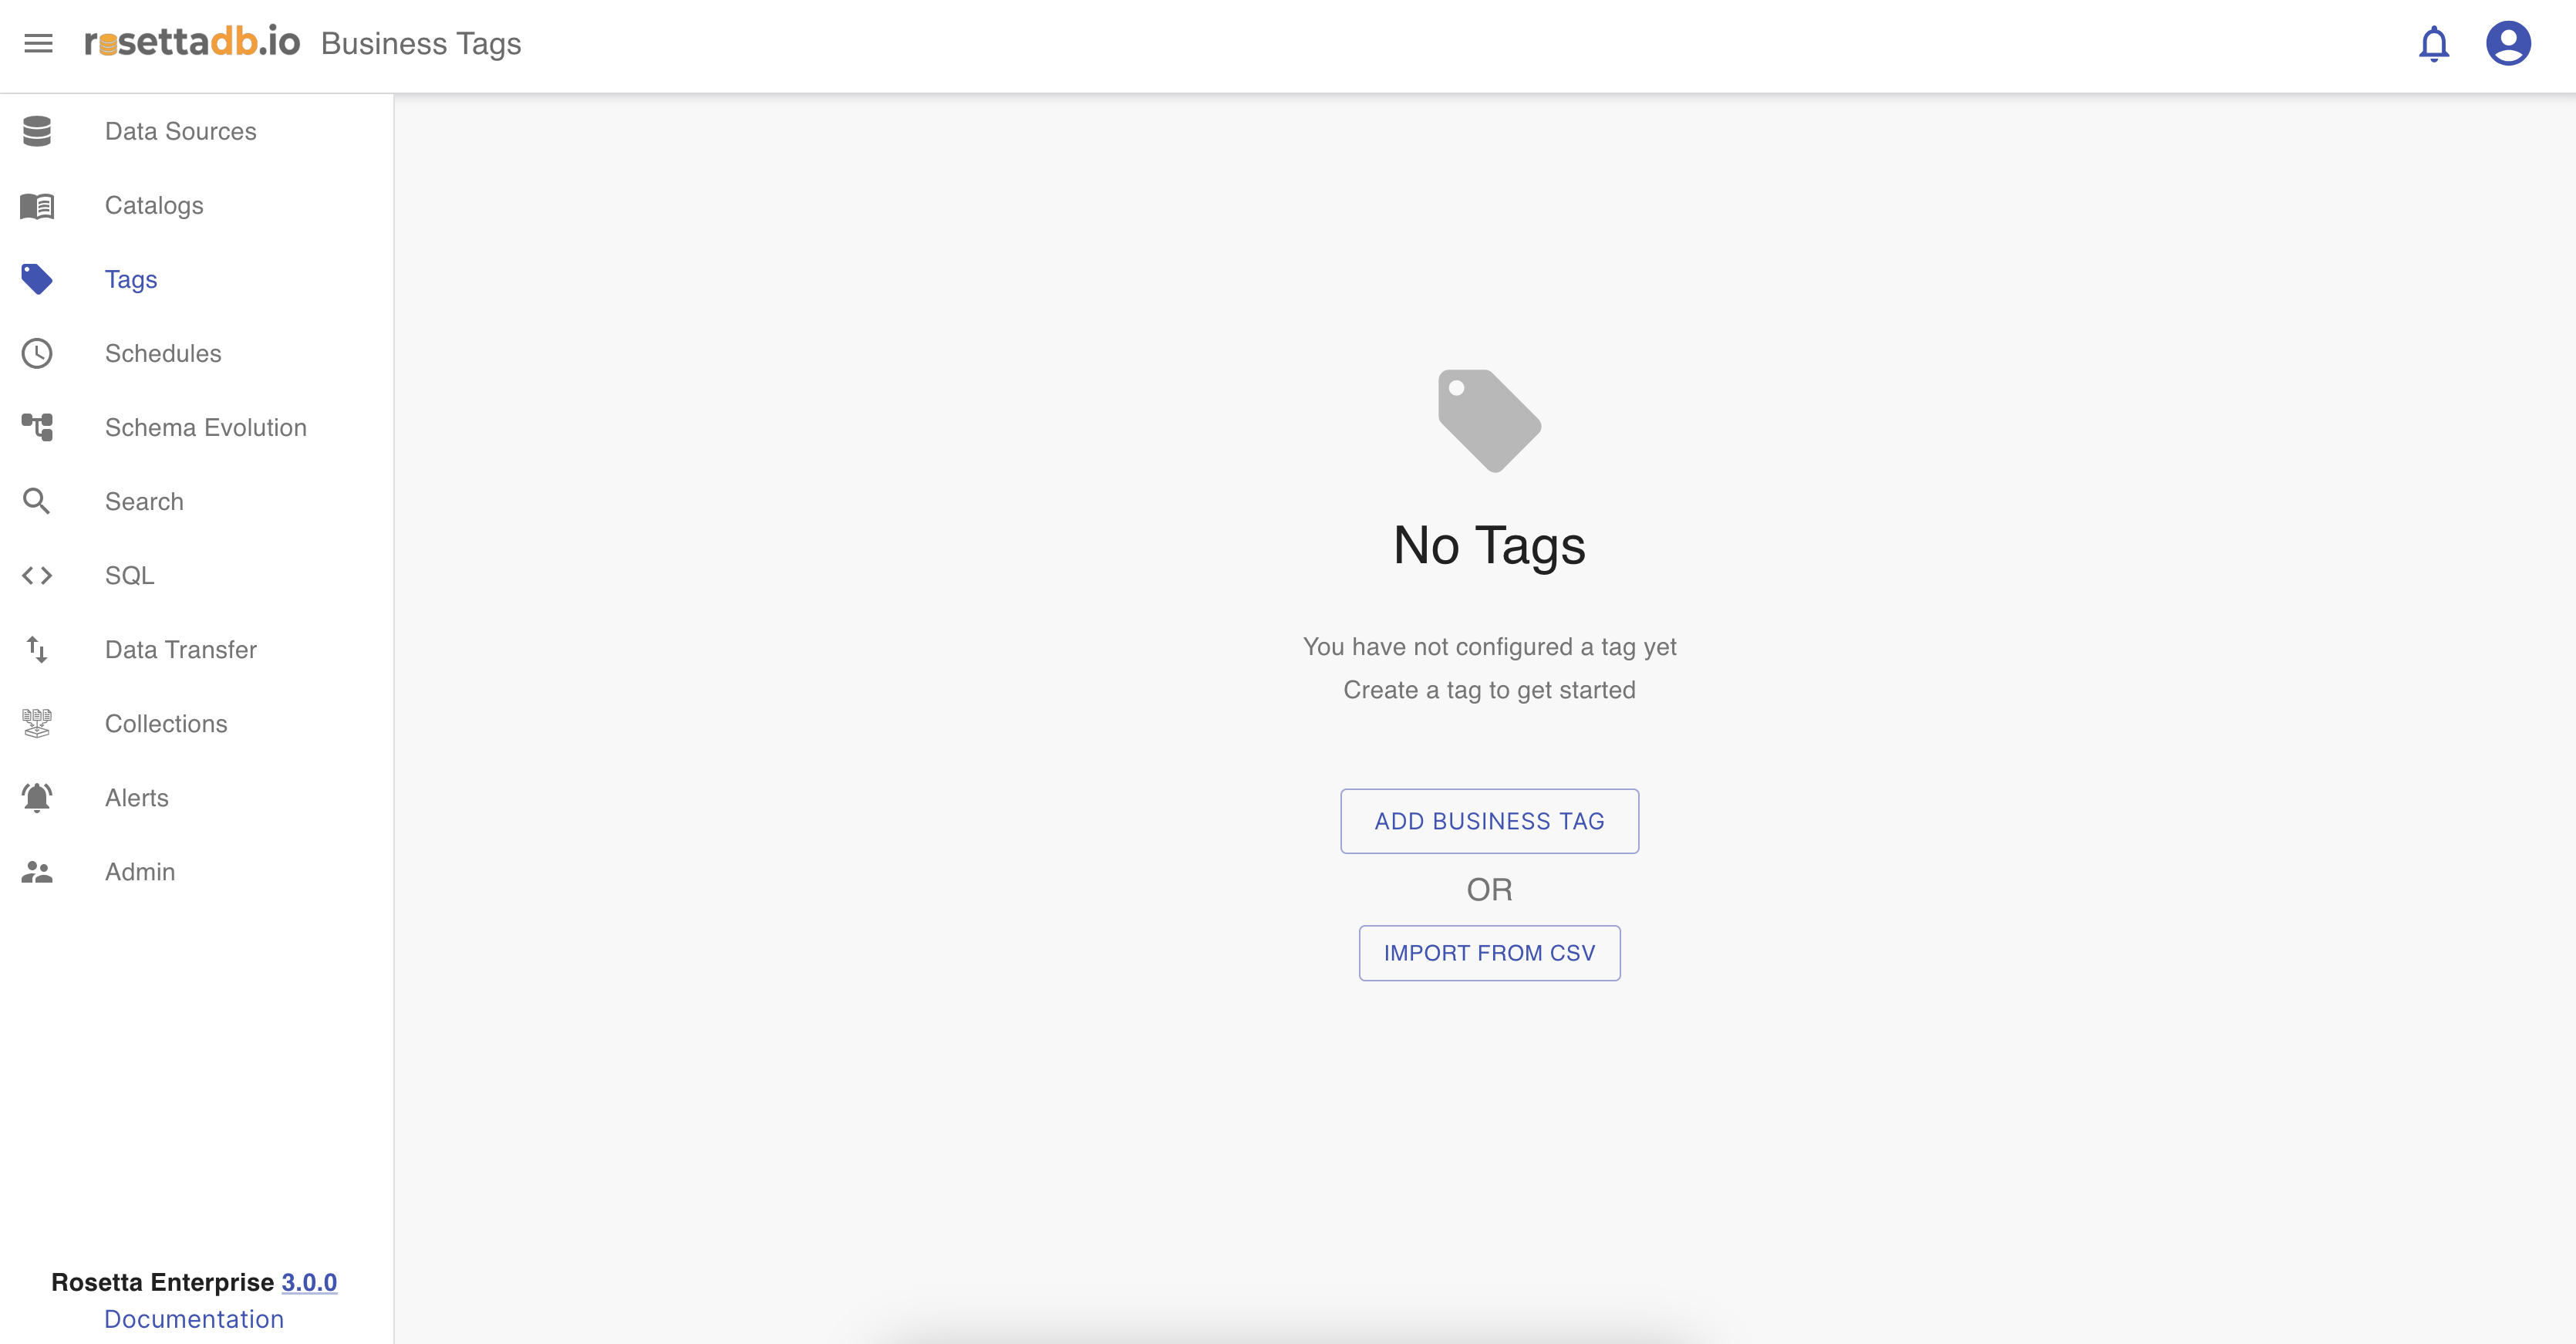 rosettadb.io Business Tags
Data Sources
Catalogs
Tags
Schedules
Schema Evolution
Search
SQL
Data Transfer
Collections
Alerts
Admin
No Tags
You have not configured a tag yet
Create a tag to get started
ADD BUSINESS TAG
OR
IMPORT FROM CSV
Rosetta Enterprise 3.0.0
Documentation